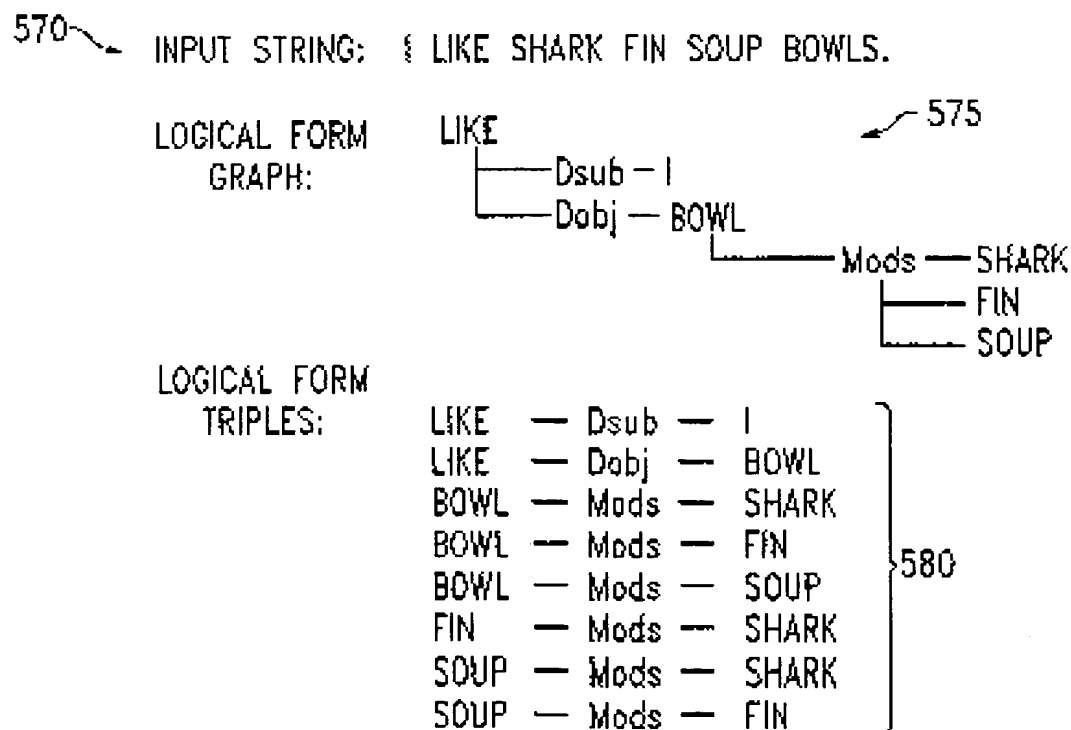 570
INPUT STRING: I LIKE SHARK FIN SOUP BOWLS.
575
LOGICAL FORM GRAPH:
LIKE
Dsub — I
Dobj — BOWL
Mods — SHARK
FIN
SOUP
LOGICAL FORM TRIPLES:
LIKE — Dsub — I
LIKE — Dobj — BOWL
BOWL — Mods — SHARK
BOWL — Mods — FIN
BOWL — Mods — SOUP
FIN — Mods — SHARK
SOUP — Mods — SHARK
SOUP — Mods — FIN
580